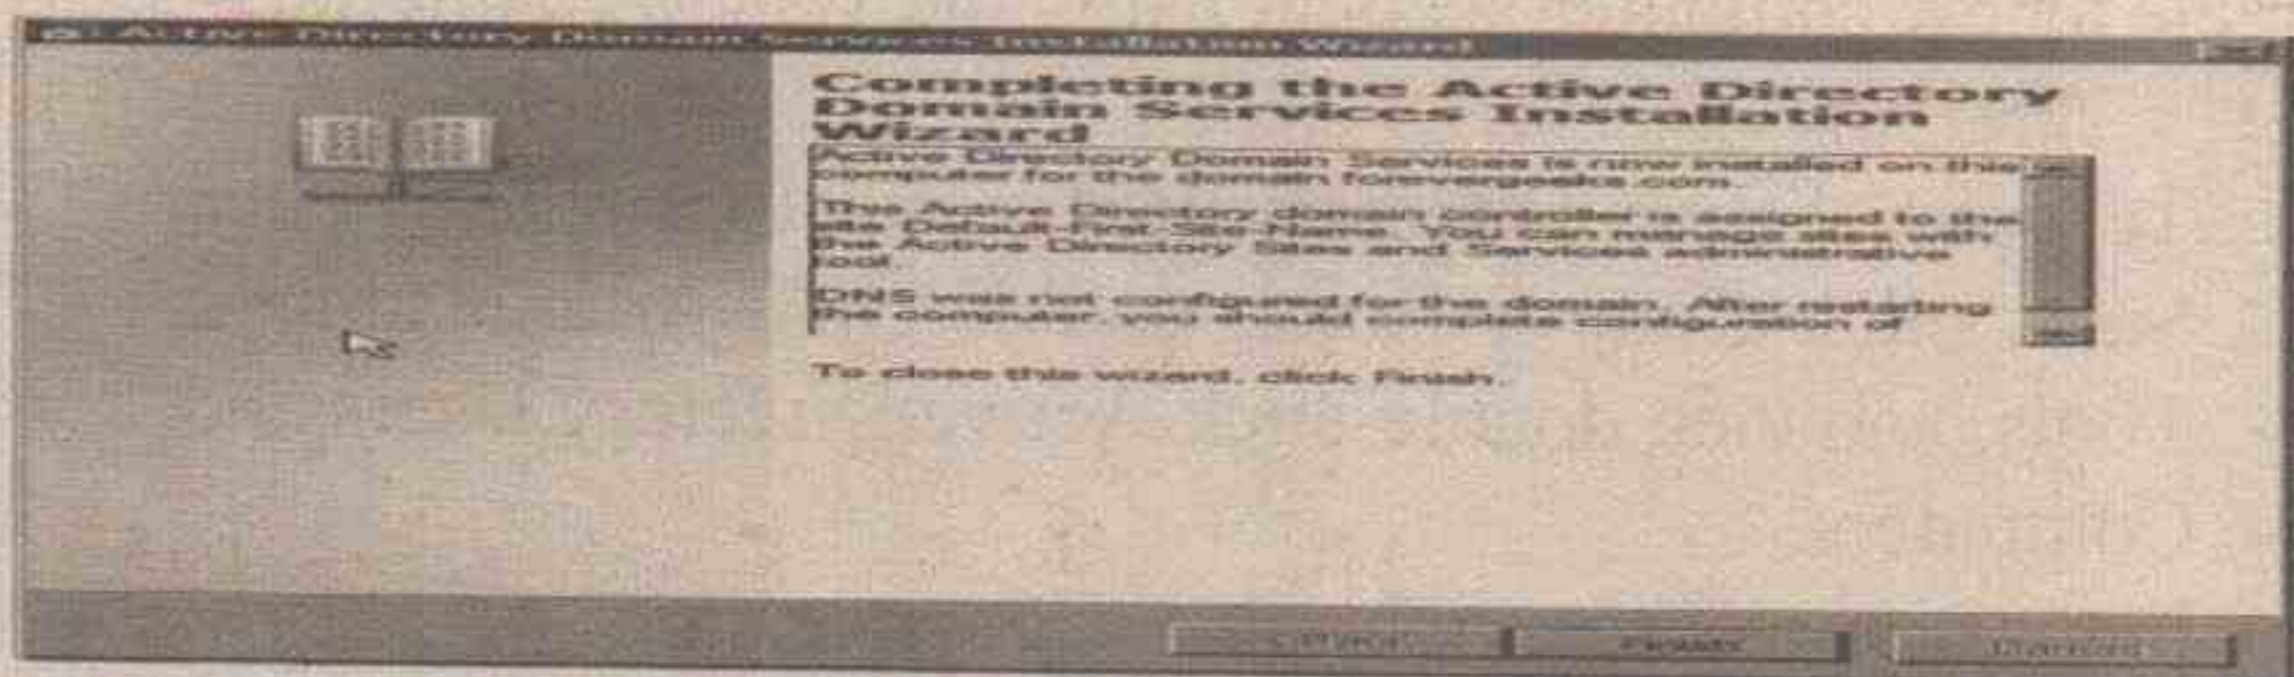 Active Directory Domain Services Installation Wizard
Completing the Active Directory
Domain Services Installation
Wizard
Active Directory Domain Services is now installed on this
computer for the domain forevergeeks.com.
This Active Directory domain controller is assigned to the
site Default-First-Site-Name. You can manage sites with
the Active Directory Sites and Services administrative
tool.
DNS was not configured for the domain. After restarting
the computer, you should complete configuration of
To close this wizard, click Finish.
< Back
Finish
Cancel